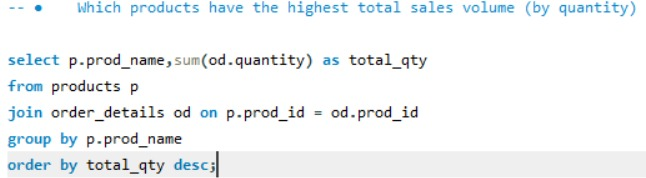 -- •    Which products have the highest total sales volume (by quantity)
select p.prod_name,sum(od.quantity) as total_qty
from products p
join order_details od on p.prod_id = od.prod_id
group by p.prod_name
order by total_qty desc;